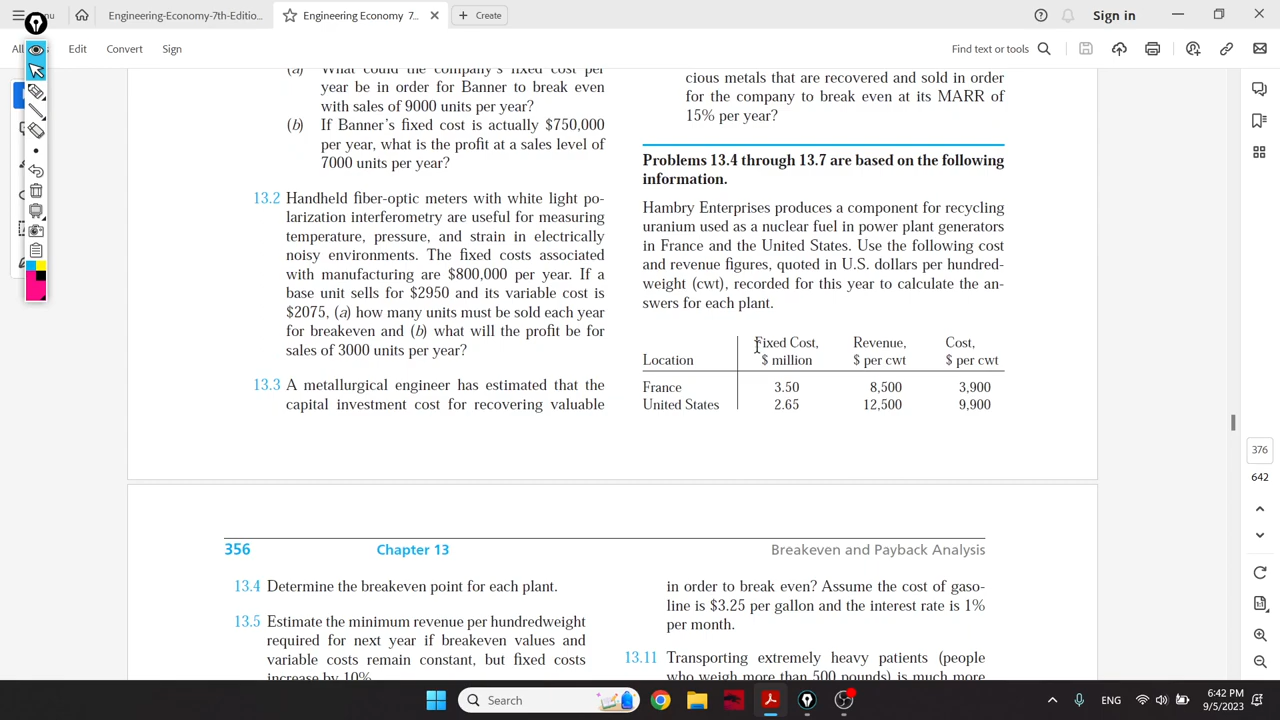 Menu
Engineering-Economy-7th-Editio...
Engineering Economy 7...
Create
Sign in
All
Edit
Convert
Sign
Find text or tools
(a) What could the company's fixed cost per
year be in order for Banner to break even
with sales of 9000 units per year?
(b) If Banner's fixed cost is actually $750,000
per year, what is the profit at a sales level of
7000 units per year?
13.2 Handheld fiber-optic meters with white light po-
larization interferometry are useful for measuring
temperature, pressure, and strain in electrically
noisy environments. The fixed costs associated
with manufacturing are $800,000 per year. If a
base unit sells for $2950 and its variable cost is
$2075, (a) how many units must be sold each year
for breakeven and (b) what will the profit be for
sales of 3000 units per year?
13.3 A metallurgical engineer has estimated that the
capital investment cost for recovering valuable
cious metals that are recovered and sold in order
for the company to break even at its MARR of
15% per year?
Problems 13.4 through 13.7 are based on the following
information.
Hambry Enterprises produces a component for recycling
uranium used as a nuclear fuel in power plant generators
in France and the United States. Use the following cost
and revenue figures, quoted in U.S. dollars per hundred-
weight (cwt), recorded for this year to calculate the an-
swers for each plant.
Fixed Cost, Revenue, Cost,
Location $ million $ per cwt $ per cwt
France 3.50 8,500 3,900
United States 2.65 12,500 9,900
356 Chapter 13 Breakeven and Payback Analysis
13.4 Determine the breakeven point for each plant.
13.5 Estimate the minimum revenue per hundredweight
required for next year if breakeven values and
variable costs remain constant, but fixed costs
increase by 10%.
in order to break even? Assume the cost of gaso-
line is $3.25 per gallon and the interest rate is 1%
per month.
13.11 Transporting extremely heavy patients (people
who weigh more than 500 pounds) is much more
376
642
Search
ENG
6:42 PM
9/5/2023